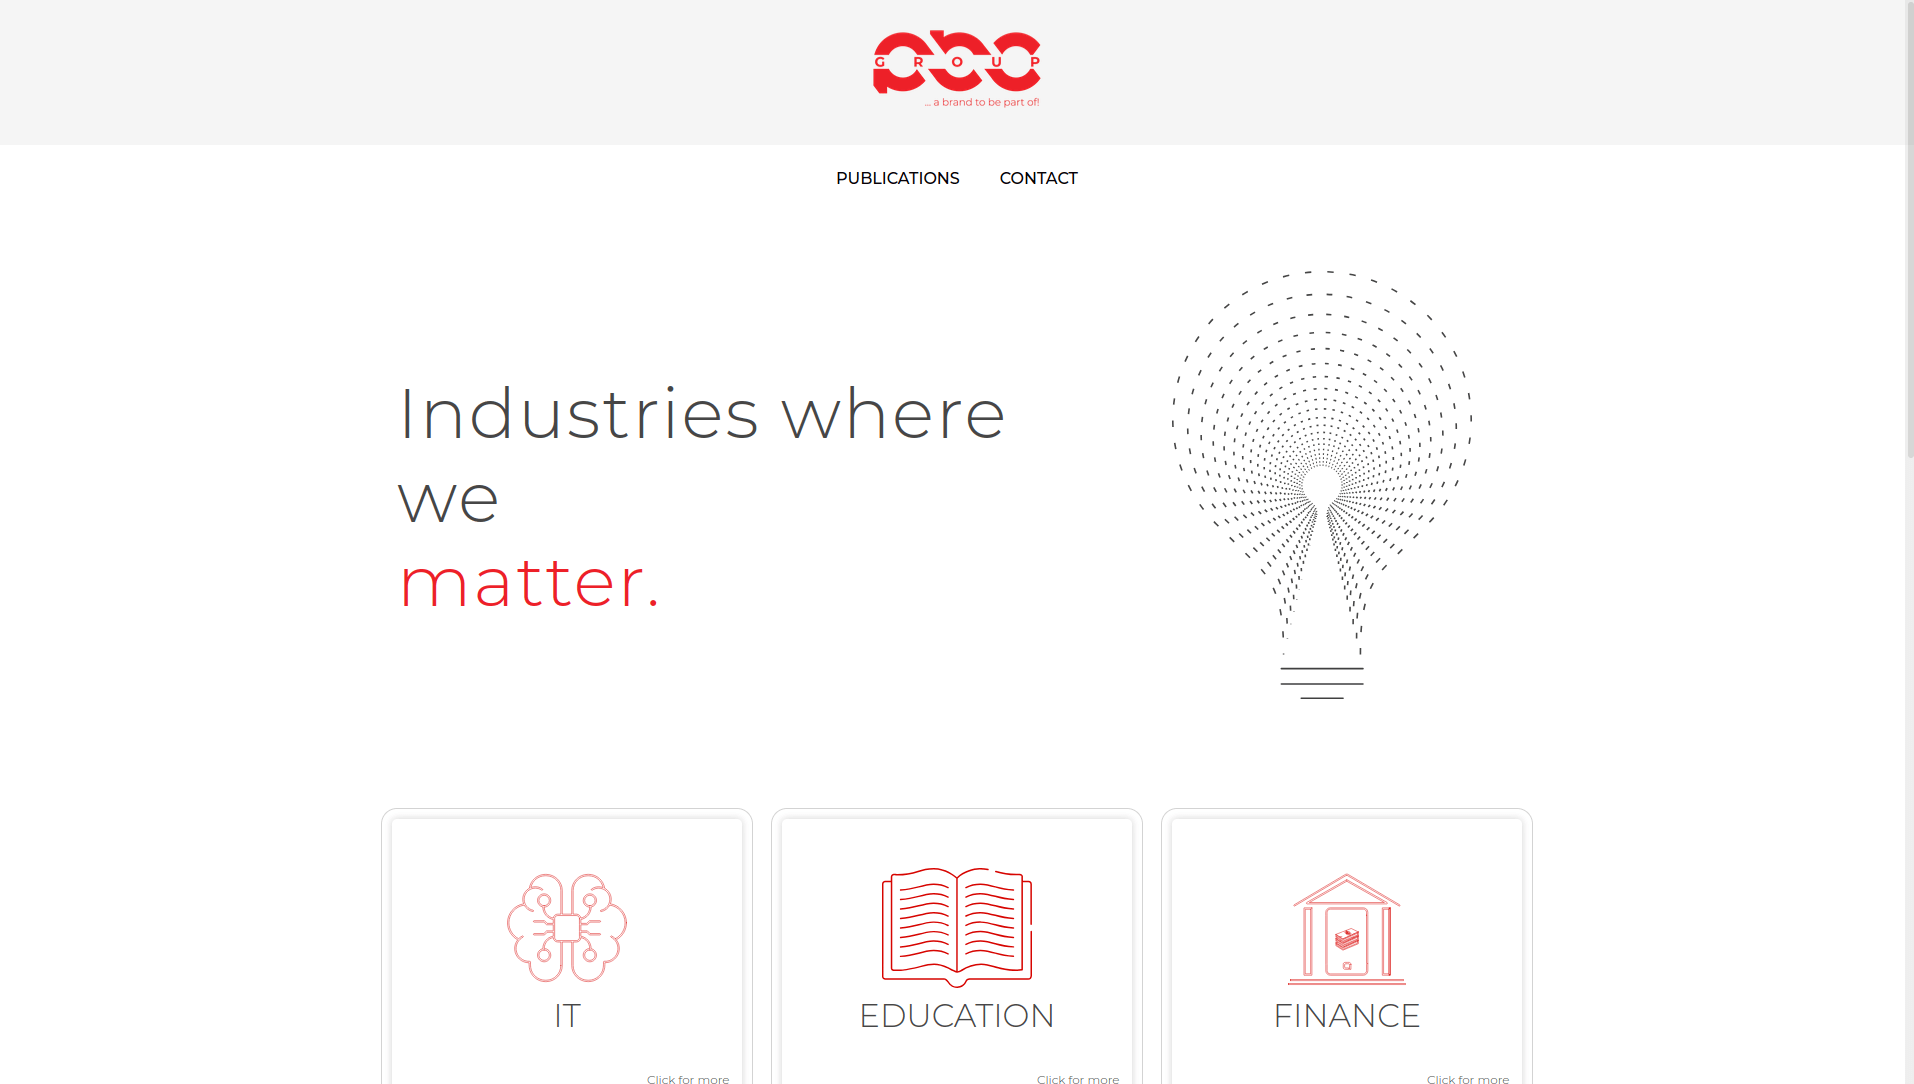 GROUP
... a brand to be part of!
PUBLICATIONS CONTACT
Industries where
we
matter.
IT EDUCATION FINANCE
Click for more Click for more Click for more